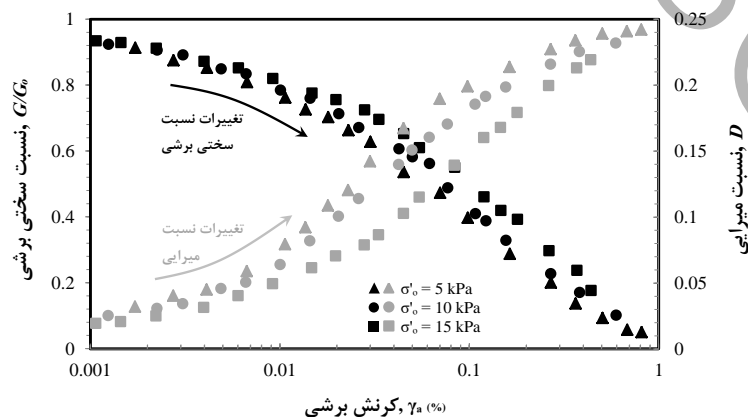 نسبت سختی برشی, G/Gₒ
1
0.8
0.6
0.4
0.2
0
تغییرات نسبت
سختی برشی
تغییرات نسبت
میرایی
σ'ₒ = 5 kPa
σ'ₒ = 10 kPa
σ'ₒ = 15 kPa
0.25
0.2
0.15
0.1
0.05
0
نسبت میرایی, D
0.001
0.01
0.1
1
کرنش برشی, γₐ (%)